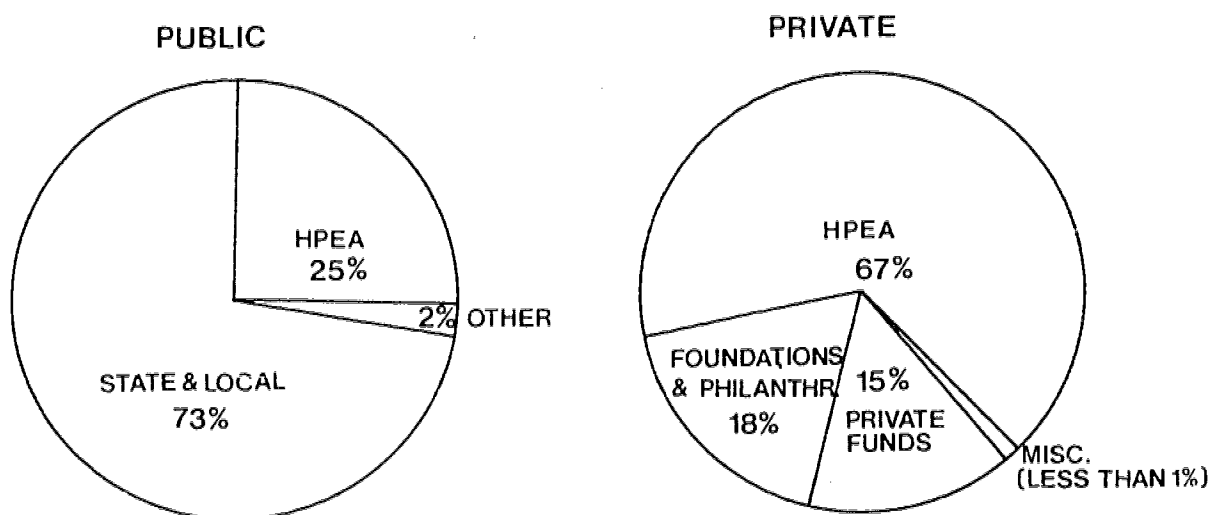 PUBLIC
HPEA
25%
2% OTHER
STATE & LOCAL
73%
PRIVATE
HPEA
67%
FOUNDATIONS
& PHILANTHR.
18%
15%
PRIVATE
FUNDS
MISC.
(LESS THAN 1%)